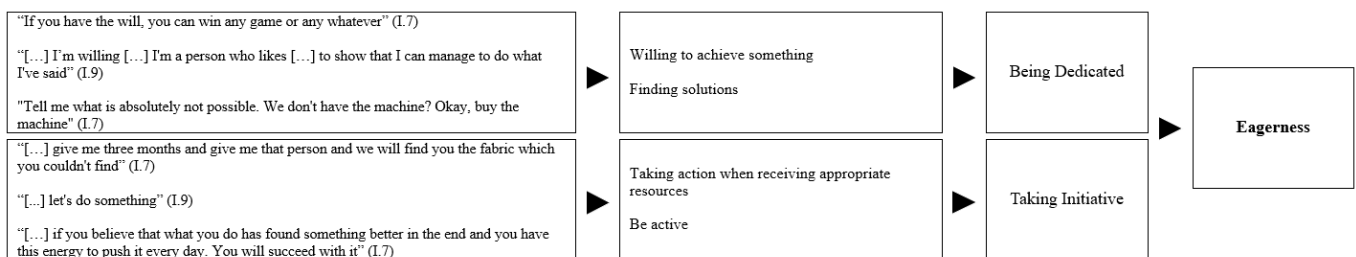 “If you have the will, you can win any game or any whatever” (I.7)
“[…] I’m willing […] I'm a person who likes […] to show that I can manage to do what
I've said” (I.9)
"Tell me what is absolutely not possible. We don't have the machine? Okay, buy the
machine" (I.7)
Willing to achieve something
Finding solutions
Being Dedicated
“[…] give me three months and give me that person and we will find you the fabric which
you couldn't find” (I.7)
“[...] let's do something” (I.9)
“[…] if you believe that what you do has found something better in the end and you have
this energy to push it every day. You will succeed with it” (I.7)
Taking action when receiving appropriate
resources
Be active
Taking Initiative
Eagerness